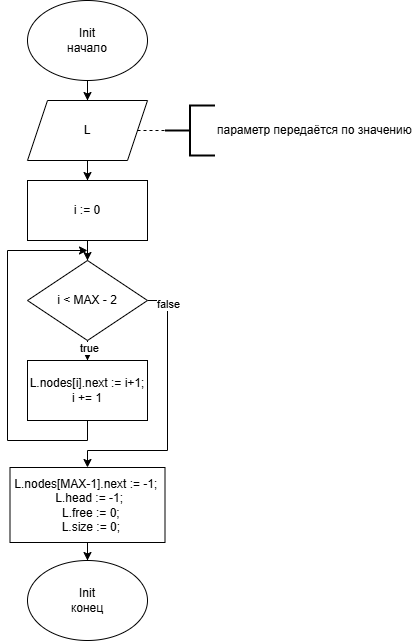 Init
начало
L
параметр передаётся по значению
i := 0
i < MAX - 2
false
true
L.nodes[i].next := i+1;
i += 1
L.nodes[MAX-1].next := -1;
L.head := -1;
L.free := 0;
L.size := 0;
Init
конец